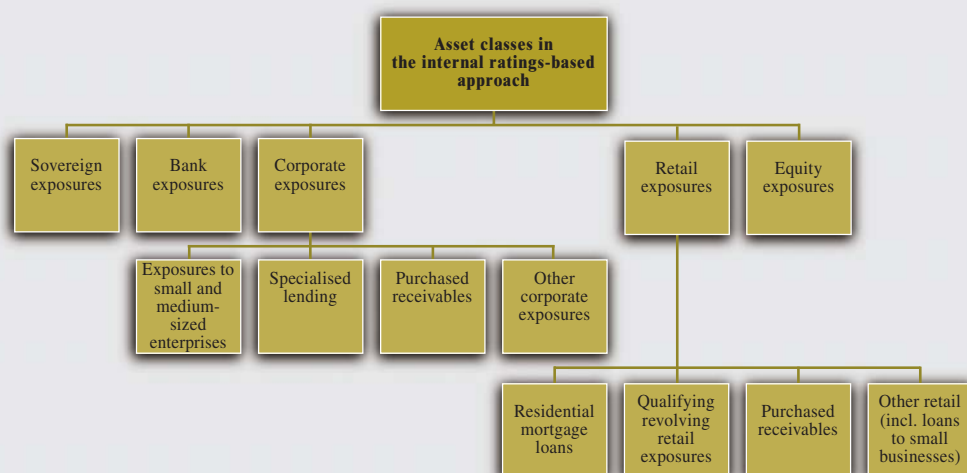 Asset classes in
the internal ratings-based
approach
Sovereign
exposures
Bank
exposures
Corporate
exposures
Retail
exposures
Equity
exposures
Exposures to
small and
medium-
sized
enterprises
Specialised
lending
Purchased
receivables
Other
corporate
exposures
Residential
mortgage
loans
Qualifying
revolving
retail
exposures
Purchased
receivables
Other retail
(incl. loans
to small
businesses)